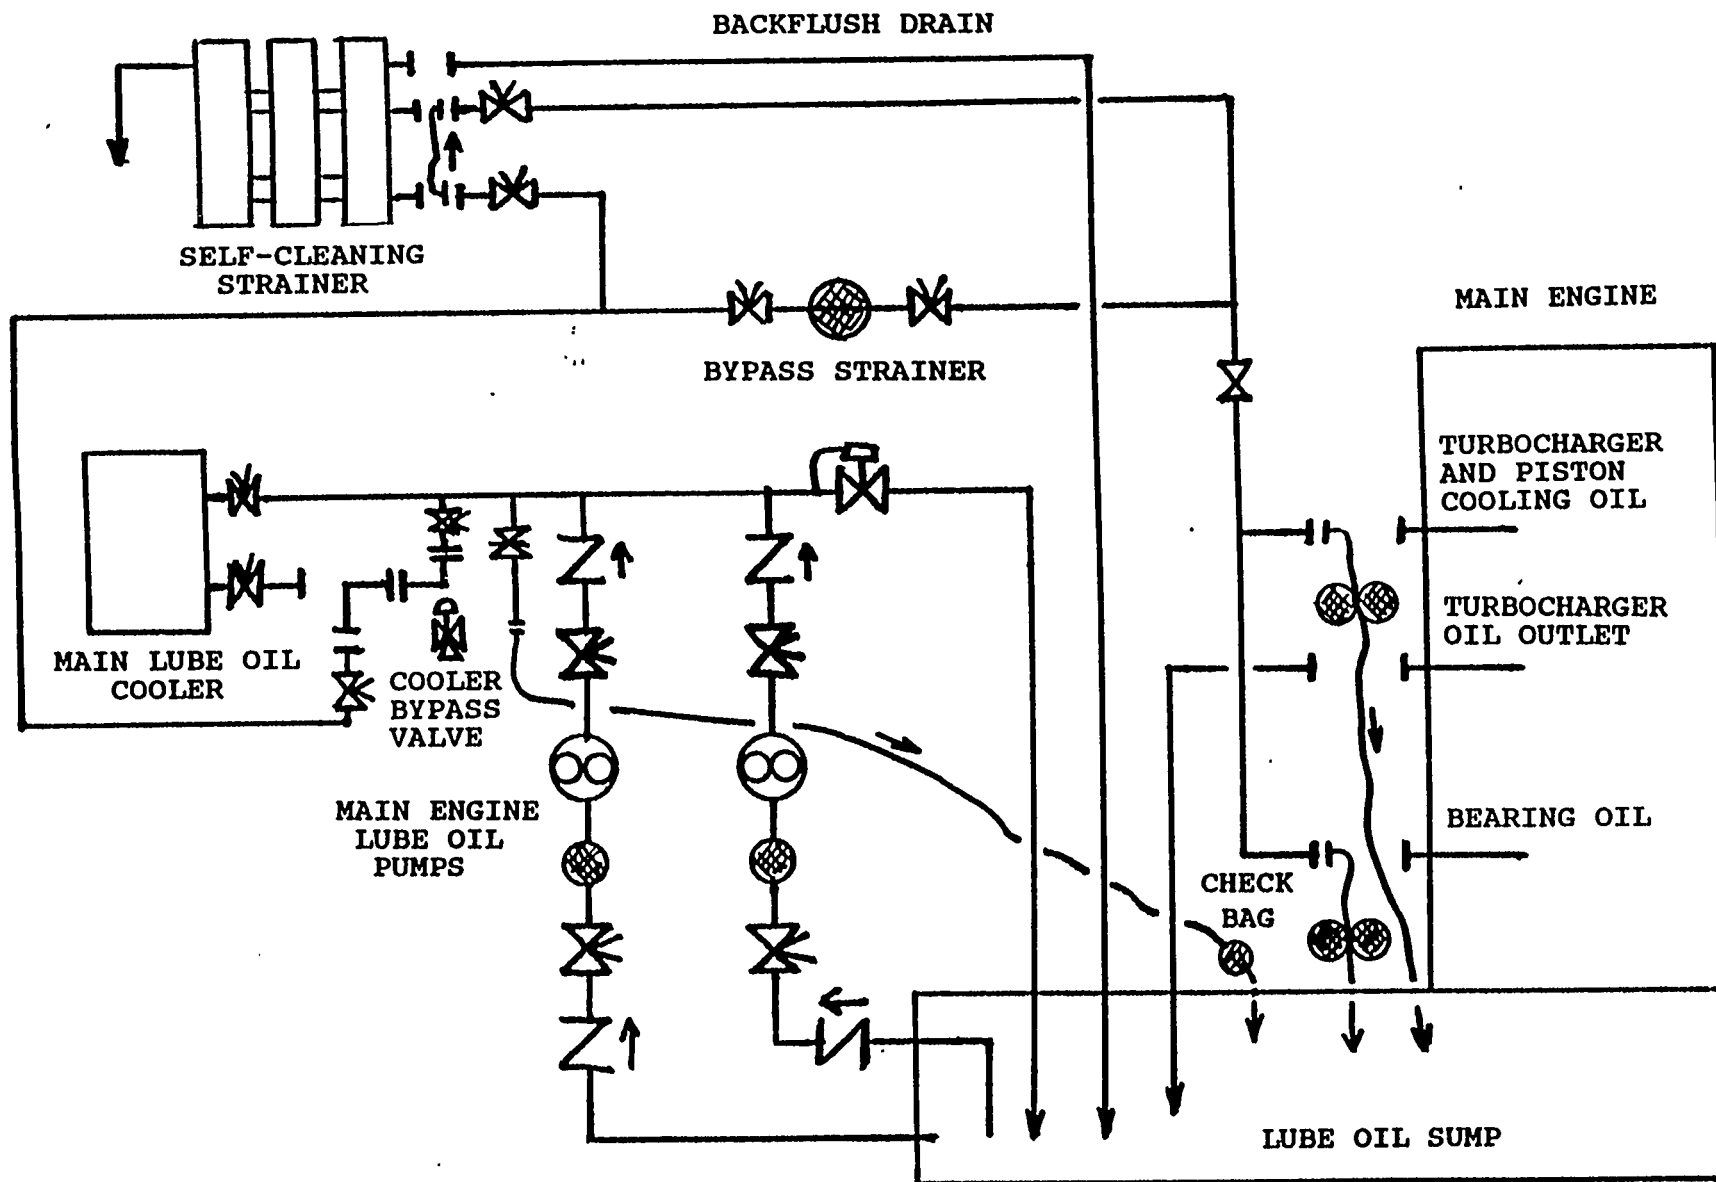 BACKFLUSH DRAIN
SELF-CLEANING
STRAINER
MAIN ENGINE
BYPASS STRAINER
TURBOCHARGER
AND PISTON
COOLING OIL
TURBOCHARGER
OIL OUTLET
MAIN LUBE OIL
COOLER
COOLER
BYPASS
VALVE
MAIN ENGINE
LUBE OIL
PUMPS
BEARING OIL
CHECK
BAG
LUBE OIL SUMP